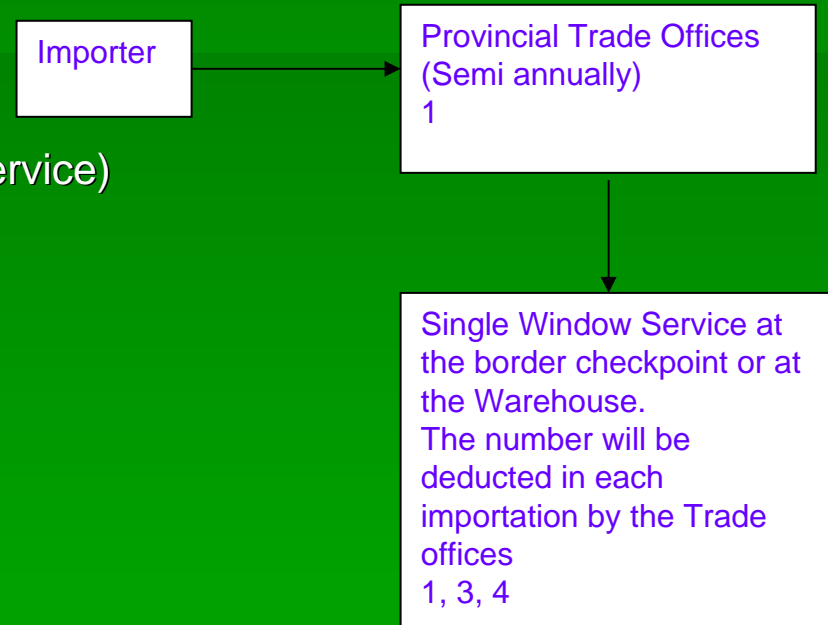 Importer
Provincial Trade Offices
(Semi annually)
1
ervice)
Single Window Service at
the border checkpoint or at
the Warehouse.
The number will be
deducted in each
importation by the Trade
offices
1, 3, 4